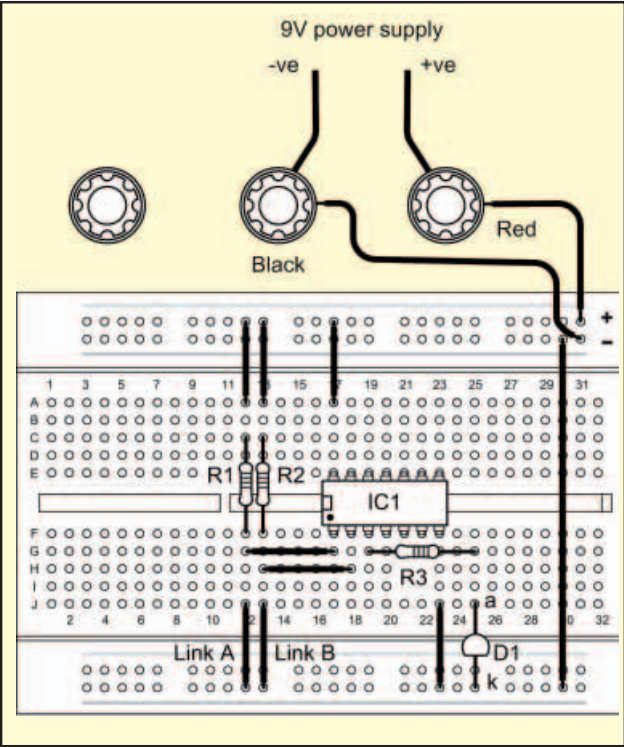 9V power supply
-ve +ve
Red
Black
+
−
1 3 5 7 9 11 13 15 17 19 21 23 25 27 29 31
A
B
C
D
E
R1 R2
IC1
F
G
H
I
J
R3
a
2 4 6 8 10 12 14 16 18 20 22 24 26 28 30 32
Link A Link B D1
k